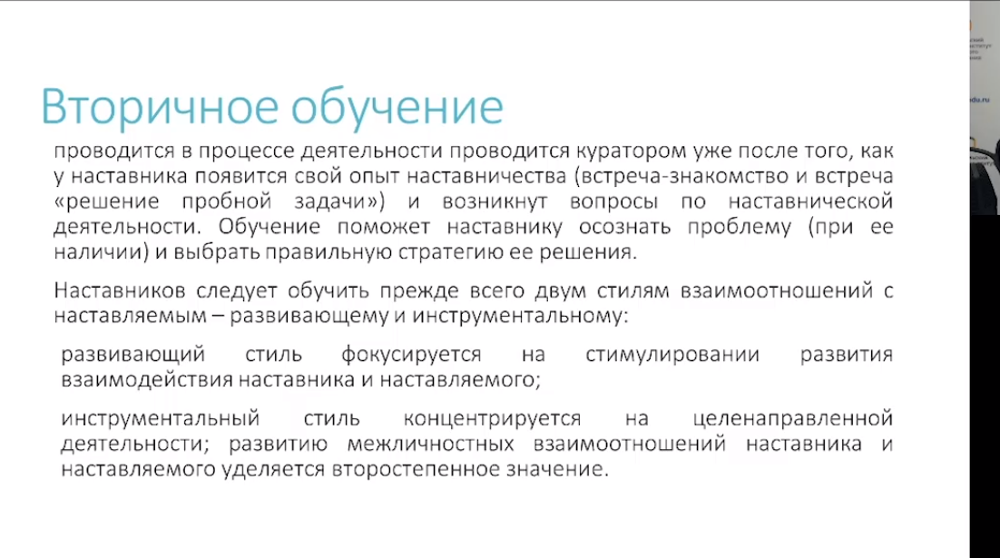 Вторичное обучение
проводится в процессе деятельности проводится куратором уже после того, как
у наставника появится свой опыт наставничества (встреча-знакомство и встреча
«решение пробной задачи») и возникнут вопросы по наставнической
деятельности. Обучение поможет наставнику осознать проблему (при ее
наличии) и выбрать правильную стратегию ее решения.
Наставников следует обучить прежде всего двум стилям взаимоотношений с
наставляемым – развивающему и инструментальному:
развивающий стиль фокусируется на стимулировании развития
взаимодействия наставника и наставляемого;
инструментальный стиль концентрируется на целенаправленной
деятельности; развитию межличностных взаимоотношений наставника и
наставляемого уделяется второстепенное значение.
edu.ru